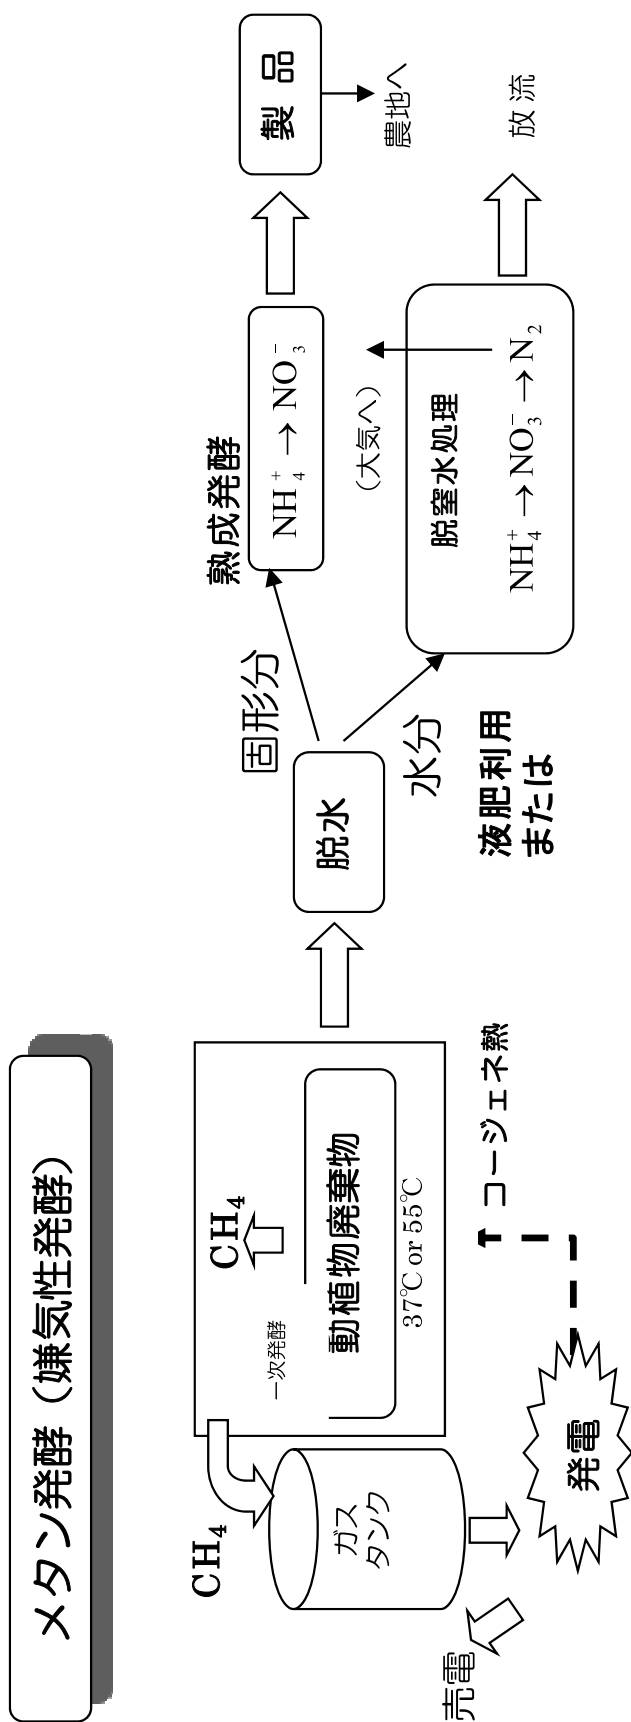 メタン発酵（嫌気性発酵）
CH₄
ガス
タンク
売電
発電
コージェネ熱
一次発酵
CH₄
動植物廃棄物
37℃ or 55℃
脱水
固形分
水分
液肥利用
または
熟成発酵
NH₄⁺ → NO₃⁻
製品
農地へ
（大気へ）
脱窒水処理
NH₄⁺ → NO₃⁻ → N₂
放流